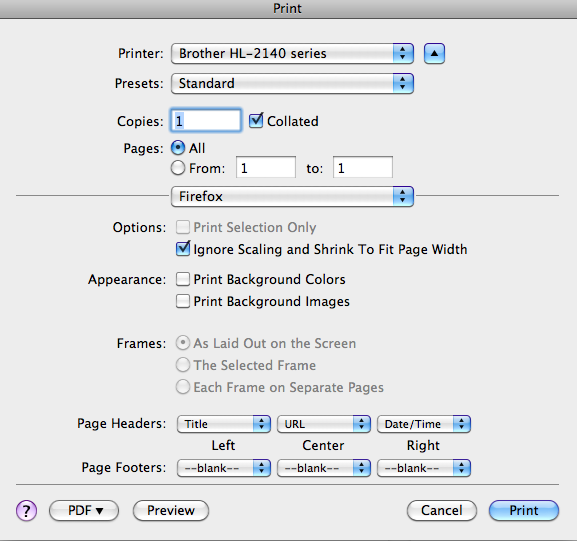 Print
Printer: Brother HL-2140 series
Presets: Standard
Copies: 1 Collated
Pages: All
From: 1 to: 1
Firefox
Options: Print Selection Only
Ignore Scaling and Shrink To Fit Page Width
Appearance: Print Background Colors
Print Background Images
Frames: As Laid Out on the Screen
The Selected Frame
Each Frame on Separate Pages
Page Headers: Title URL Date/Time
Left Center Right
Page Footers: --blank-- --blank-- --blank--
? PDF▼ Preview Cancel Print